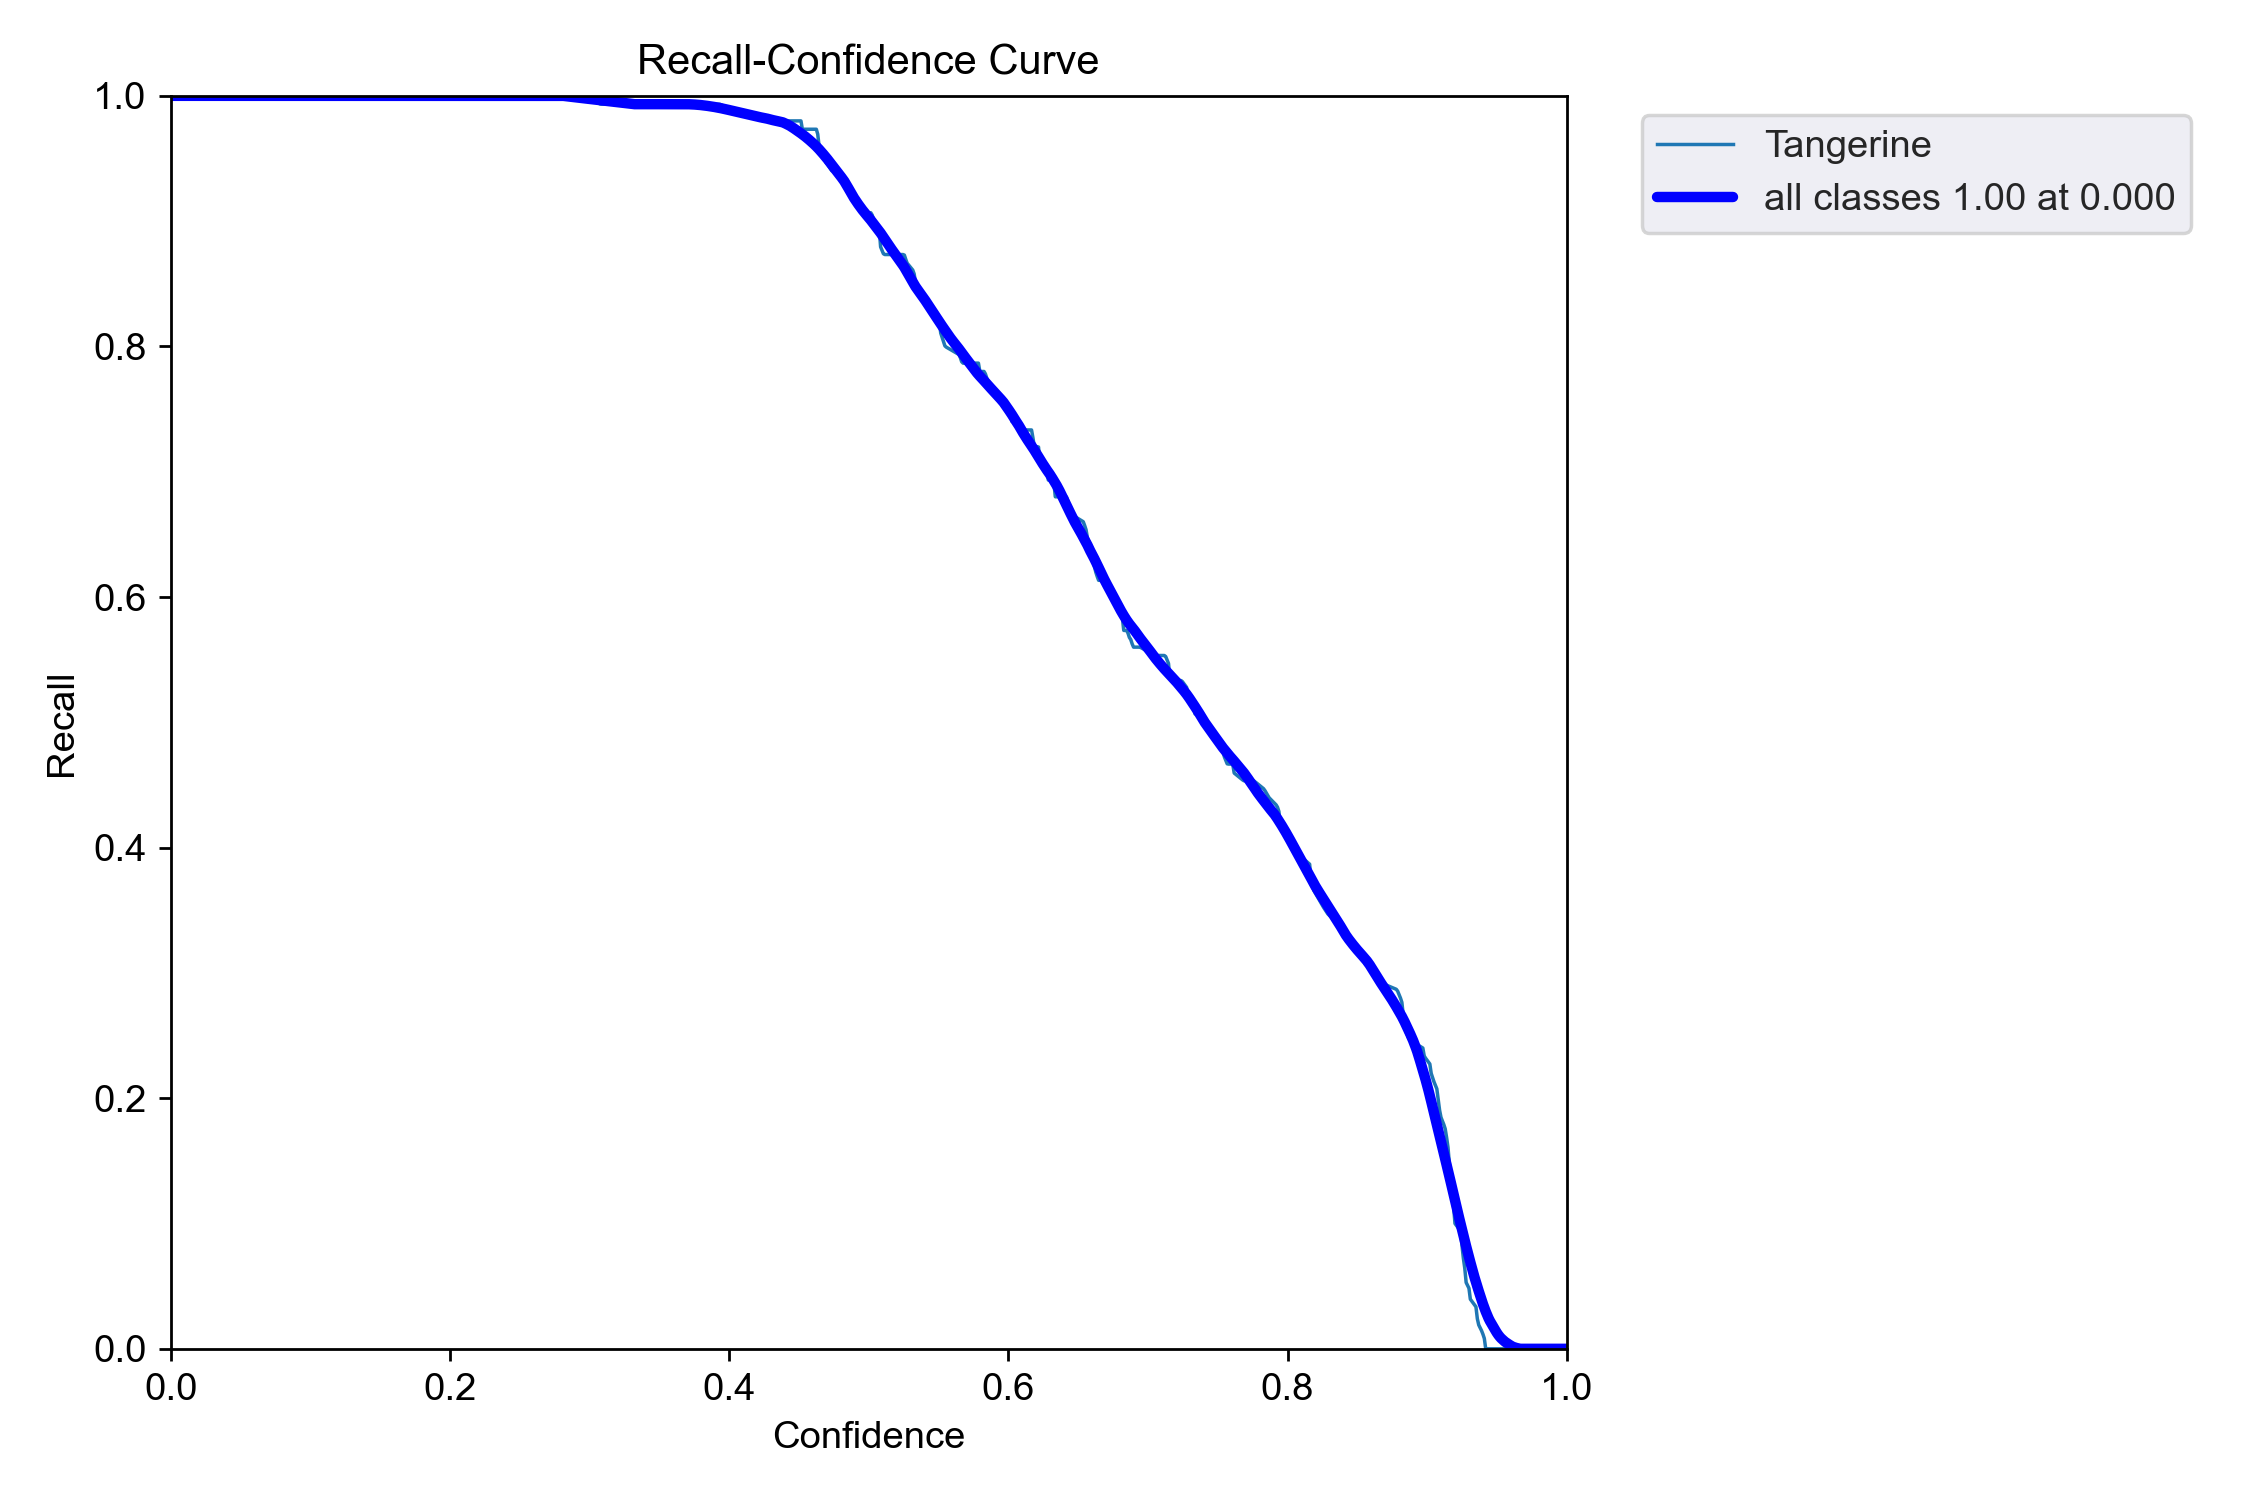 Recall-Confidence Curve
1.0
0.8
0.6
0.4
0.2
0.0
Recall
0.0 0.2 0.4 0.6 0.8 1.0
Confidence
Tangerine
all classes 1.00 at 0.000